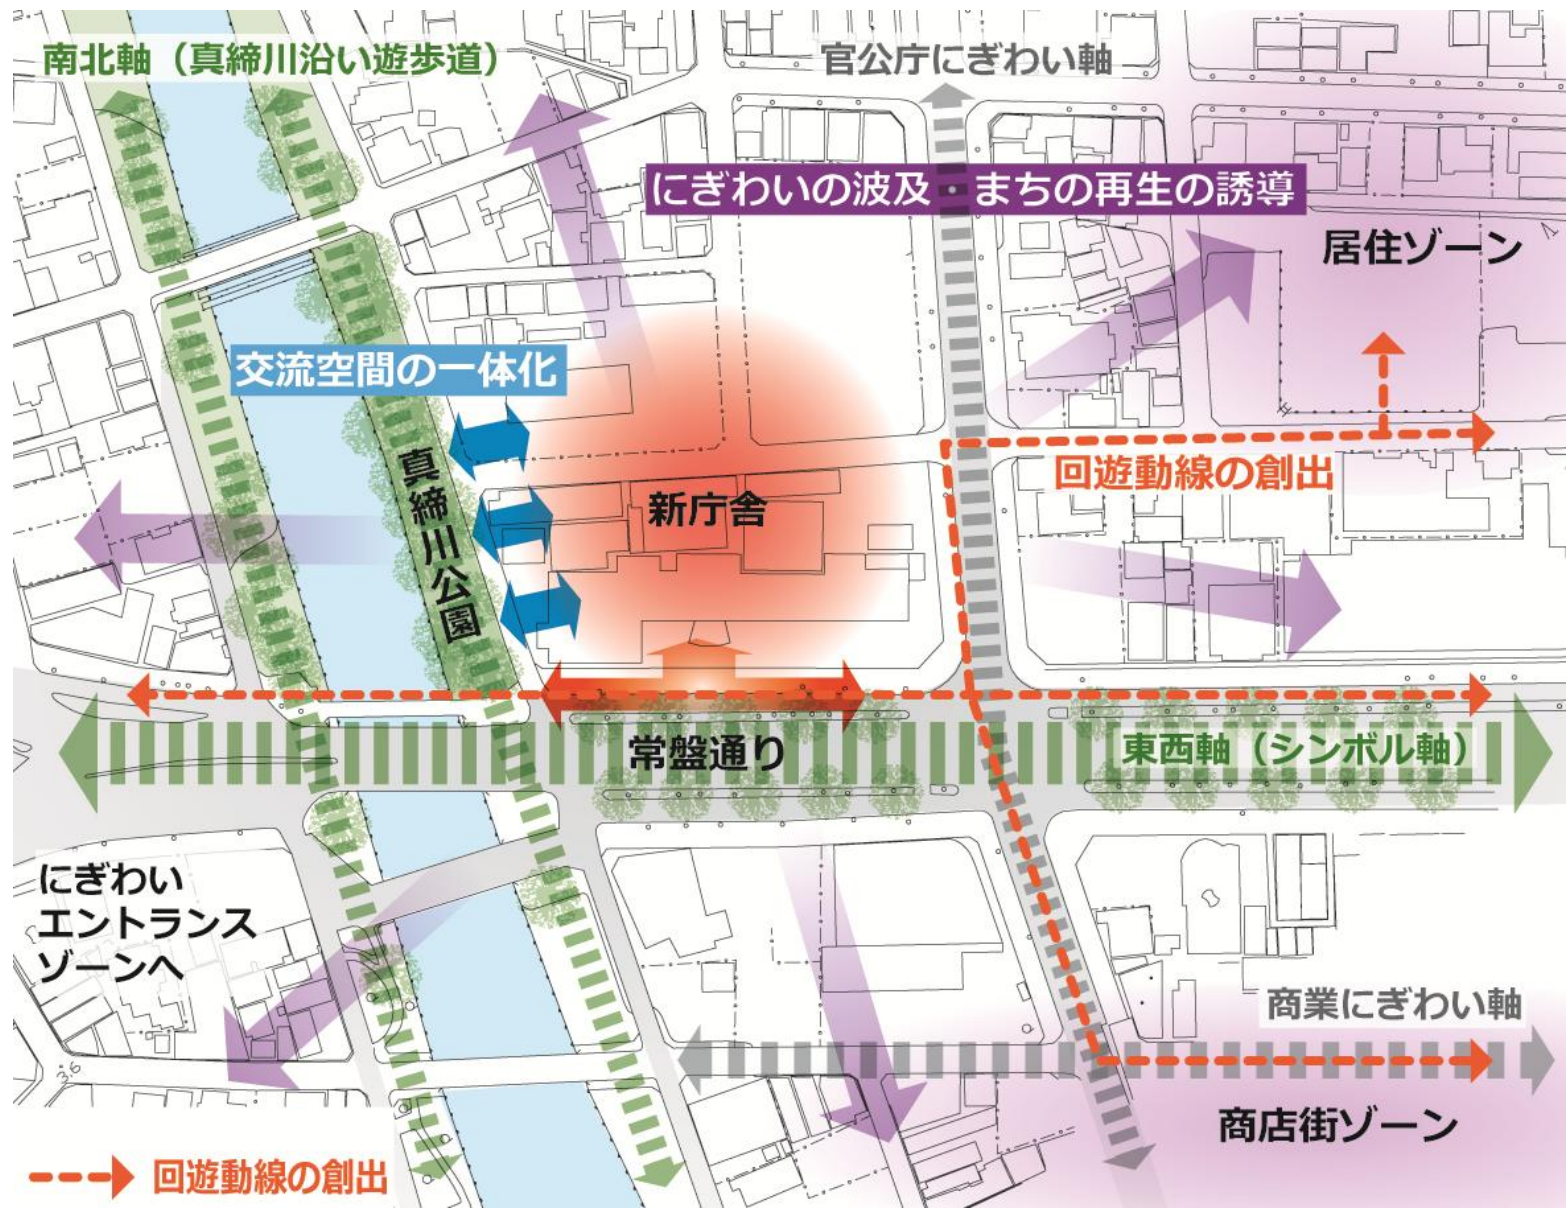 南北軸（真締川沿い遊歩道）
官公庁にぎわい軸
にぎわいの波及・まちの再生の誘導
居住ゾーン
交流空間の一体化
真締川公園
新庁舎
回遊動線の創出
常盤通り
東西軸（シンボル軸）
にぎわい
エントランス
ゾーンへ
商業にぎわい軸
3.6
商店街ゾーン
回遊動線の創出